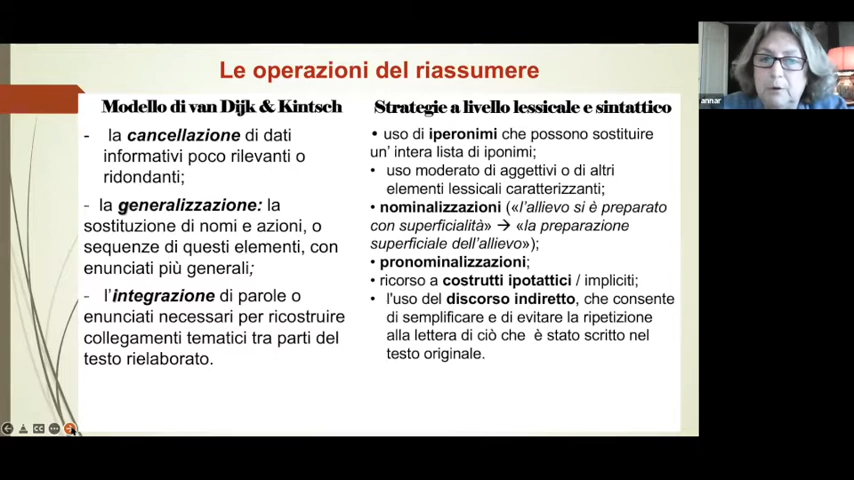 Le operazioni del riassumere
Modello di van Dijk & Kintsch
- la cancellazione di dati
informativi poco rilevanti o
ridondanti;
- la generalizzazione: la
sostituzione di nomi e azioni, o
sequenze di questi elementi, con
enunciati più generali;
- l'integrazione di parole o
enunciati necessari per ricostruire
collegamenti tematici tra parti del
testo rielaborato.
Strategie a livello lessicale e sintattico
• uso di iperonimi che possono sostituire
un' intera lista di iponimi;
• uso moderato di aggettivi o di altri
elementi lessicali caratterizzanti;
• nominalizzazioni («l'allievo si è preparato
con superficialità» → «la preparazione
superficiale dell'allievo»);
• pronominalizzazioni;
• ricorso a costrutti ipotattici / impliciti;
• l'uso del discorso indiretto, che consente
di semplificare e di evitare la ripetizione
alla lettera di ciò che è stato scritto nel
testo originale.
annar
CC